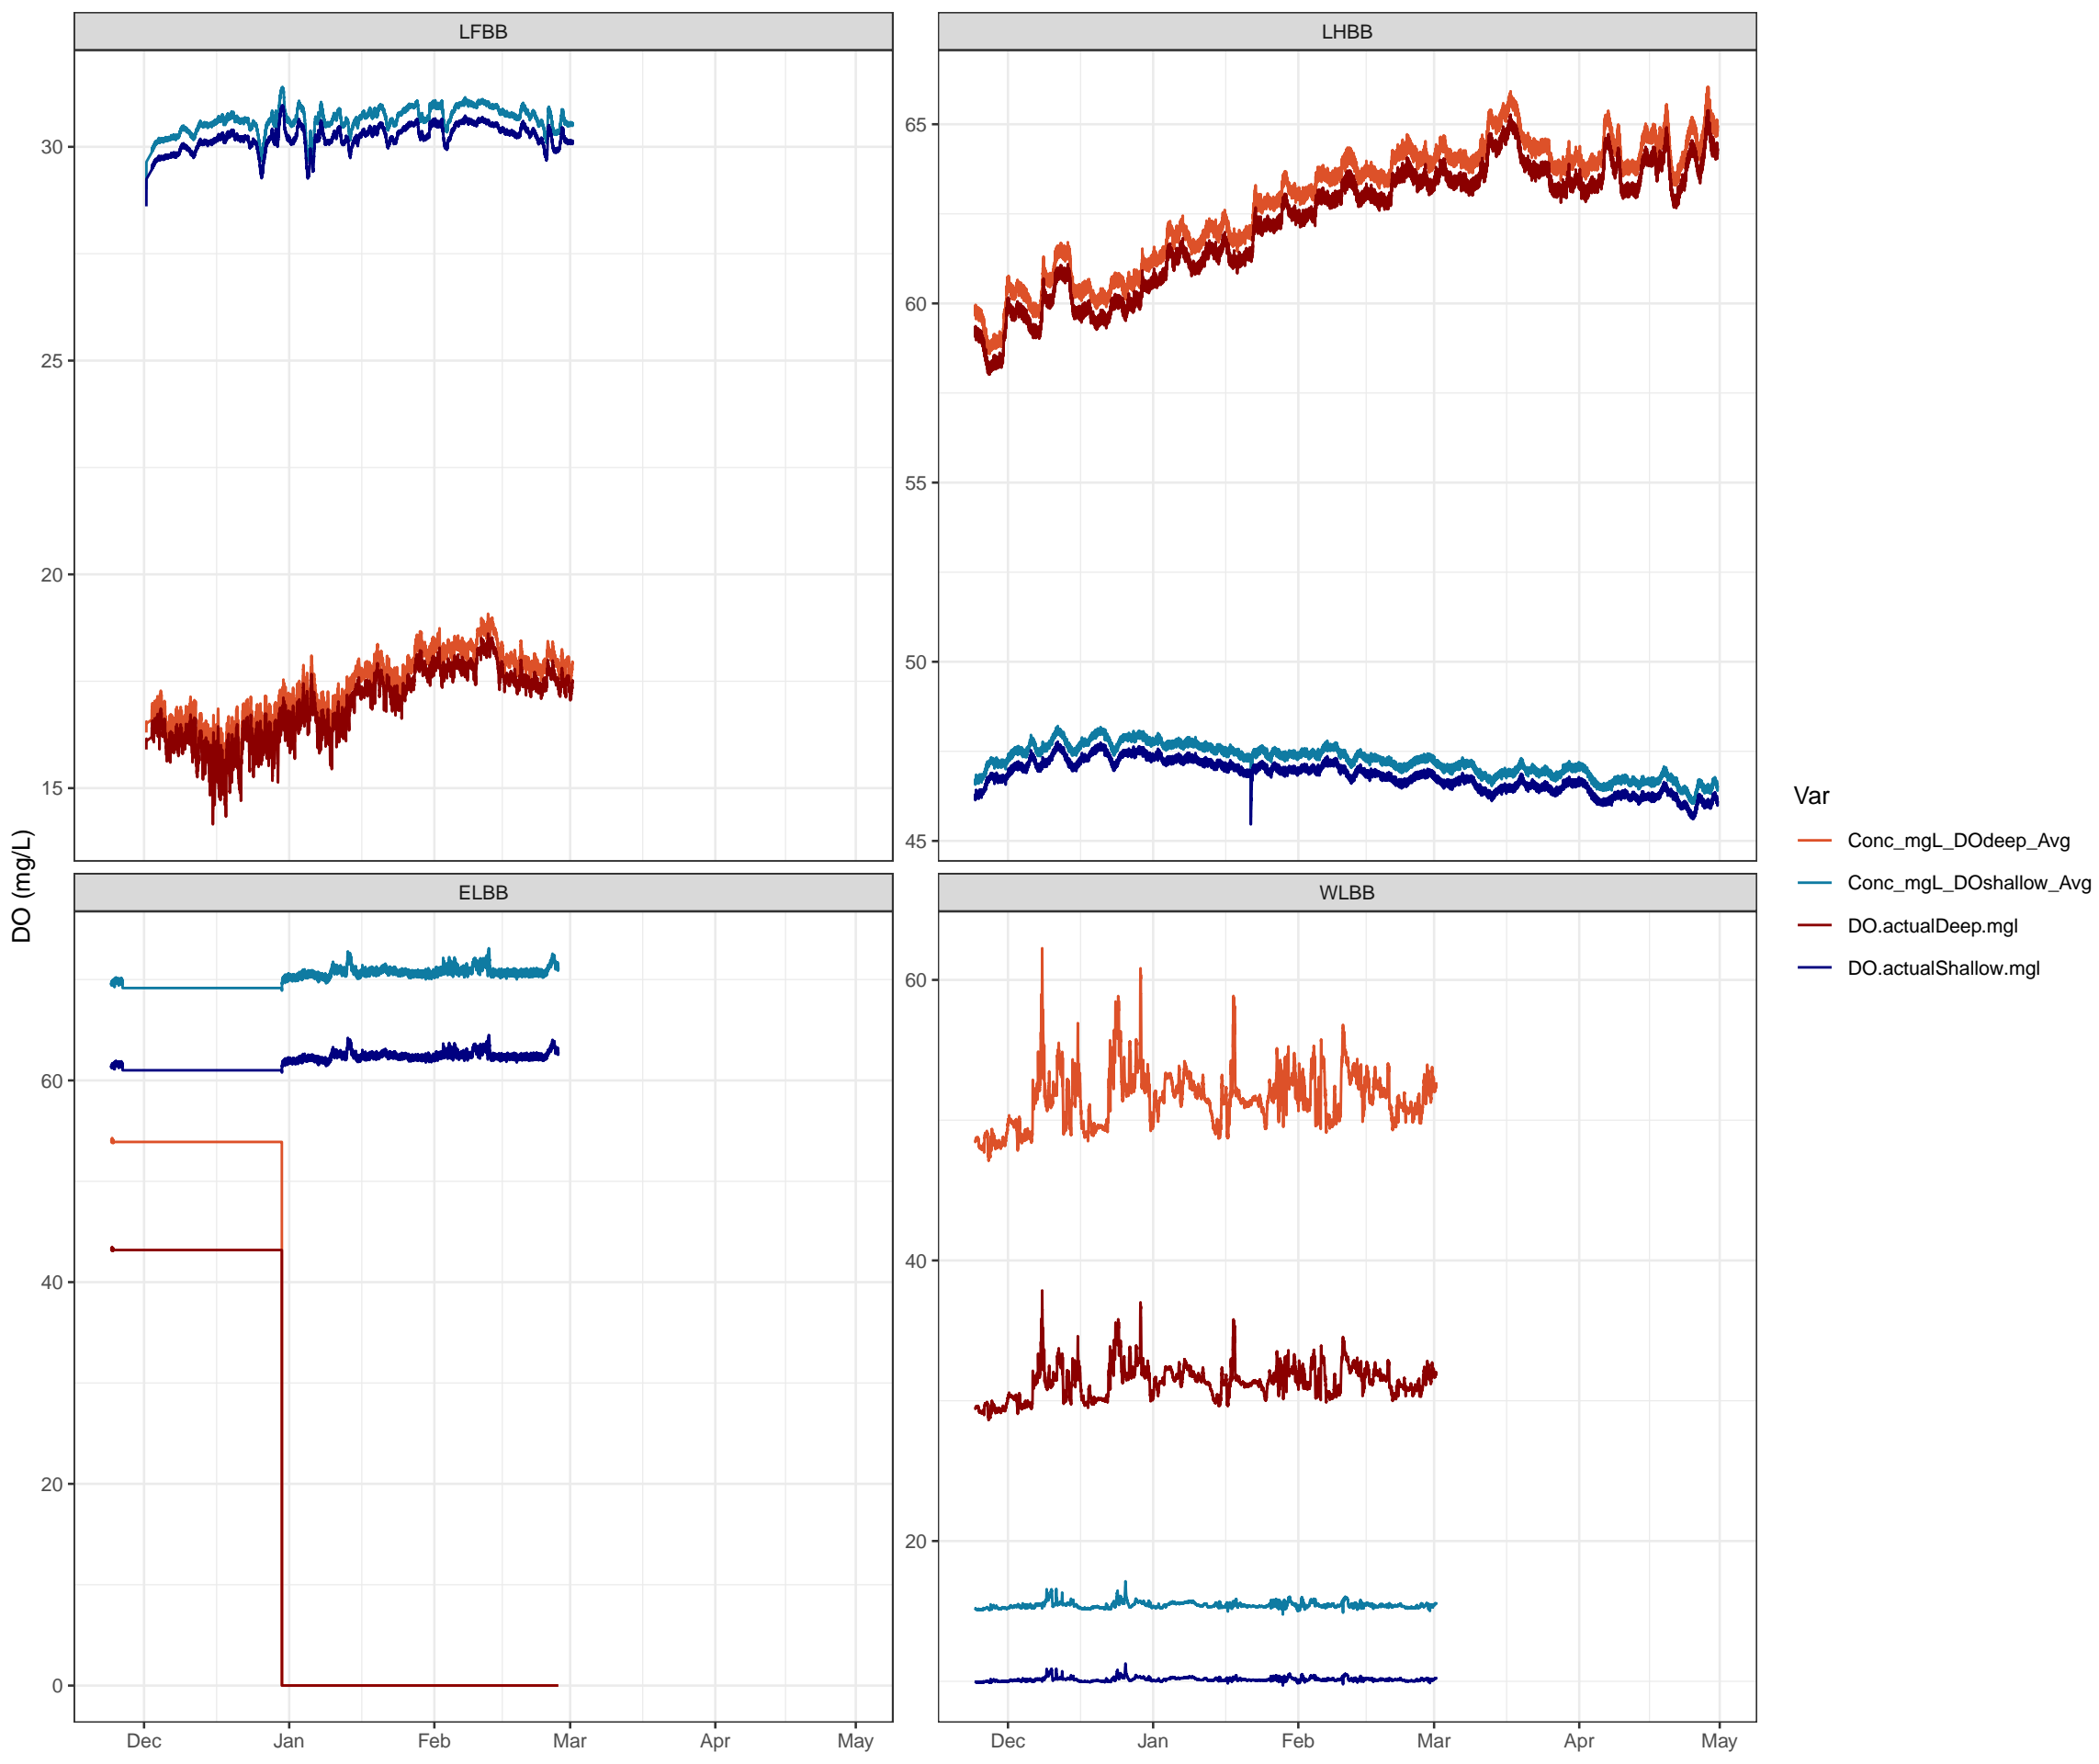 LFBB
LHBB
30
25
20
15
65
60
55
50
45
DO (mg/L)
ELBB
WLBB
60
40
20
0
60
40
20
Dec Jan Feb Mar Apr May
Dec Jan Feb Mar Apr May
Var
Conc_mgL_DOdeep_Avg
Conc_mgL_DOshallow_Avg
DO.actualDeep.mgl
DO.actualShallow.mgl